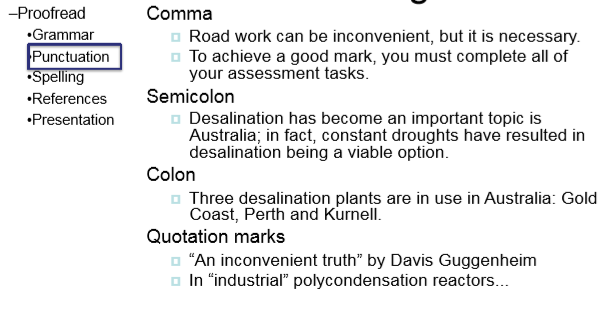 –Proofread
•Grammar
•Punctuation
•Spelling
•References
•Presentation
Comma
Road work can be inconvenient, but it is necessary.
To achieve a good mark, you must complete all of
your assessment tasks.
Semicolon
Desalination has become an important topic is
Australia; in fact, constant droughts have resulted in
desalination being a viable option.
Colon
Three desalination plants are in use in Australia: Gold
Coast, Perth and Kurnell.
Quotation marks
“An inconvenient truth” by Davis Guggenheim
In “industrial” polycondensation reactors...